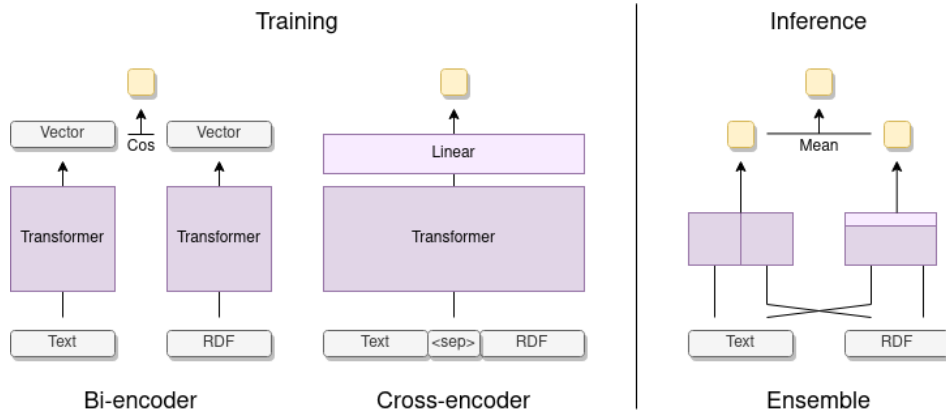 Training
Inference
Vector
Cos
Vector
Transformer
Transformer
Text
RDF
Bi-encoder
Linear
Transformer
Text
<sep>
RDF
Cross-encoder
Mean
Text
RDF
Ensemble